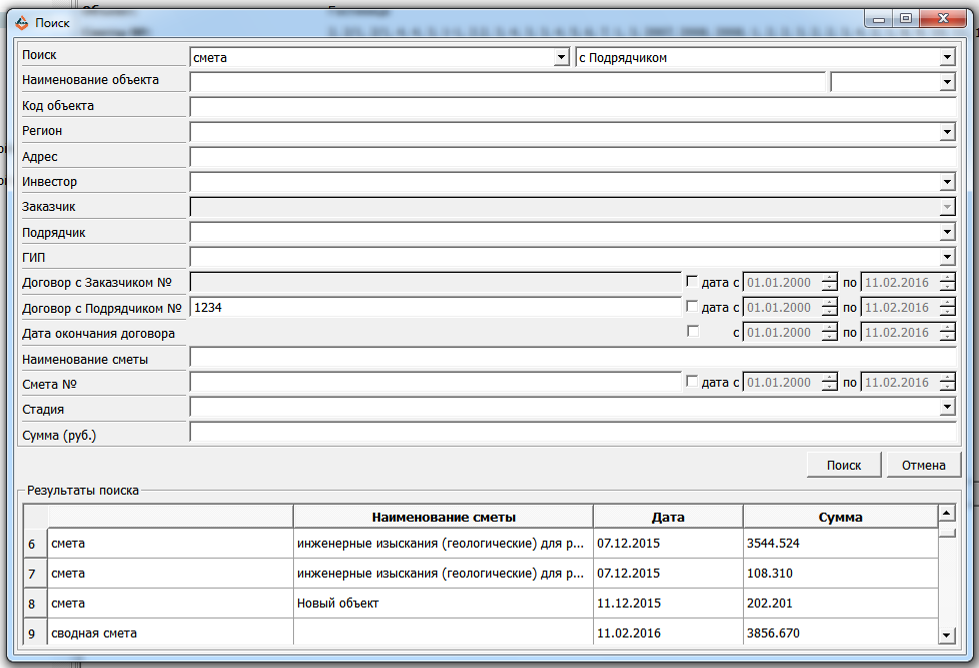 Поиск
Поиск смета с Подрядчиком
Наименование объекта
Код объекта
Регион
Адрес
Инвестор
Заказчик
Подрядчик
ГИП
Договор с Заказчиком № дата с 01.01.2000 по 11.02.2016
Договор с Подрядчиком № 1234 дата с 01.01.2000 по 11.02.2016
Дата окончания договора с 01.01.2000 по 11.02.2016
Наименование сметы
Смета № дата с 01.01.2000 по 11.02.2016
Стадия
Сумма (руб.)
Поиск Отмена
Результаты поиска
Наименование сметы Дата Сумма
6 смета инженерные изыскания (геологические) для р... 07.12.2015 3544.524
7 смета инженерные изыскания (геологические) для р... 07.12.2015 108.310
8 смета Новый объект 11.12.2015 202.201
9 сводная смета 11.02.2016 3856.670